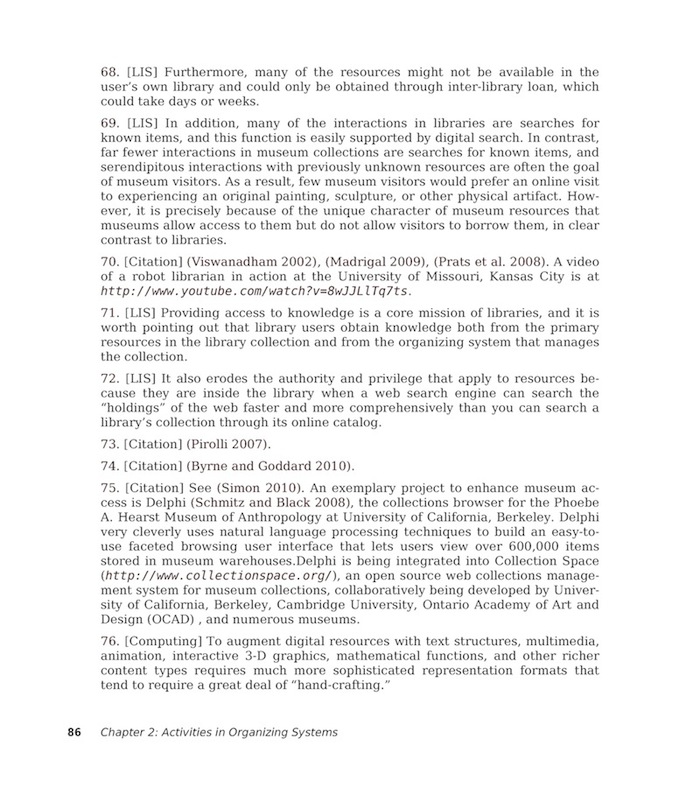 68. [LIS] Furthermore, many of the resources might not be available in the
user’s own library and could only be obtained through inter-library loan, which
could take days or weeks.
69. [LIS] In addition, many of the interactions in libraries are searches for
known items, and this function is easily supported by digital search. In contrast,
far fewer interactions in museum collections are searches for known items, and
serendipitous interactions with previously unknown resources are often the goal
of museum visitors. As a result, few museum visitors would prefer an online visit
to experiencing an original painting, sculpture, or other physical artifact. How-
ever, it is precisely because of the unique character of museum resources that
museums allow access to them but do not allow visitors to borrow them, in clear
contrast to libraries.
70. [Citation] (Viswanadham 2002), (Madrigal 2009), (Prats et al. 2008). A video
of a robot librarian in action at the University of Missouri, Kansas City is at
http://www.youtube.com/watch?v=8wJJLlTq7ts.
71. [LIS] Providing access to knowledge is a core mission of libraries, and it is
worth pointing out that library users obtain knowledge both from the primary
resources in the library collection and from the organizing system that manages
the collection.
72. [LIS] It also erodes the authority and privilege that apply to resources be-
cause they are inside the library when a web search engine can search the
“holdings” of the web faster and more comprehensively than you can search a
library’s collection through its online catalog.
73. [Citation] (Pirolli 2007).
74. [Citation] (Byrne and Goddard 2010).
75. [Citation] See (Simon 2010). An exemplary project to enhance museum ac-
cess is Delphi (Schmitz and Black 2008), the collections browser for the Phoebe
A. Hearst Museum of Anthropology at University of California, Berkeley. Delphi
very cleverly uses natural language processing techniques to build an easy-to-
use faceted browsing user interface that lets users view over 600,000 items
stored in museum warehouses.Delphi is being integrated into Collection Space
(http://www.collectionspace.org/), an open source web collections manage-
ment system for museum collections, collaboratively being developed by Univer-
sity of California, Berkeley, Cambridge University, Ontario Academy of Art and
Design (OCAD) , and numerous museums.
76. [Computing] To augment digital resources with text structures, multimedia,
animation, interactive 3-D graphics, mathematical functions, and other richer
content types requires much more sophisticated representation formats that
tend to require a great deal of “hand-crafting.”
86 Chapter 2: Activities in Organizing Systems